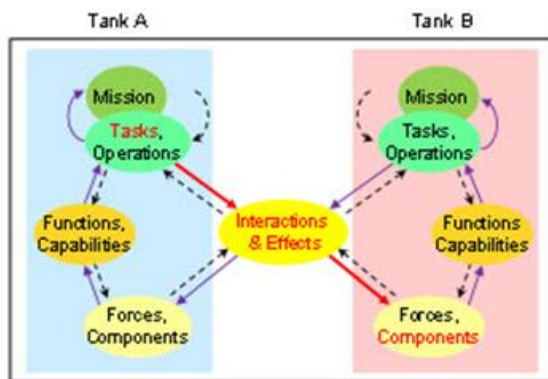 Tank A
Tank B
Mission
Tasks,
Operations
Functions,
Capabilities
Forces,
Components
Interactions
& Effects
Mission
Tasks,
Operations
Functions
Capabilities
Forces,
Components